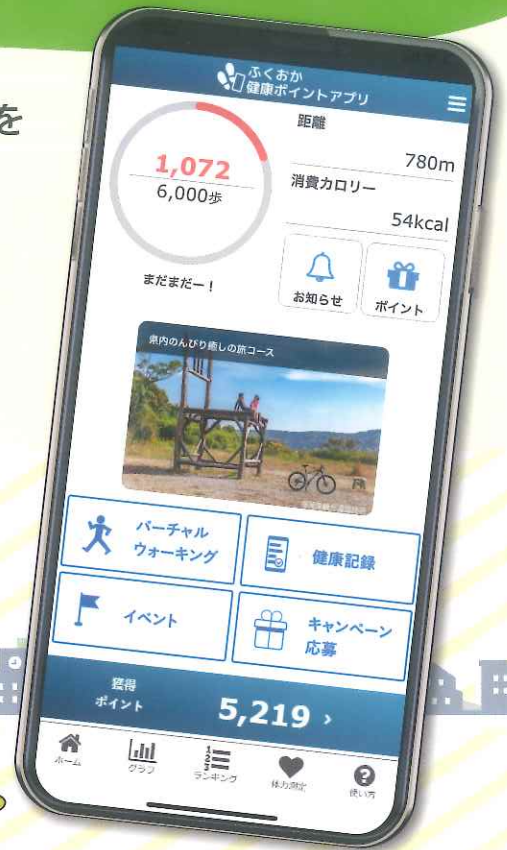 を
ふくおか
健康ポイントアプリ
1,072
6,000歩
まだまだー！
距離
780m
消費カロリー
54kcal
お知らせ
ポイント
県内のんびり癒しの旅コース
バーチャル
ウォーキング
健康記録
イベント
キャンペーン
応募
獲得
ポイント
5,219 ›
ホーム
グラフ
ランキング
体力測定
使い方